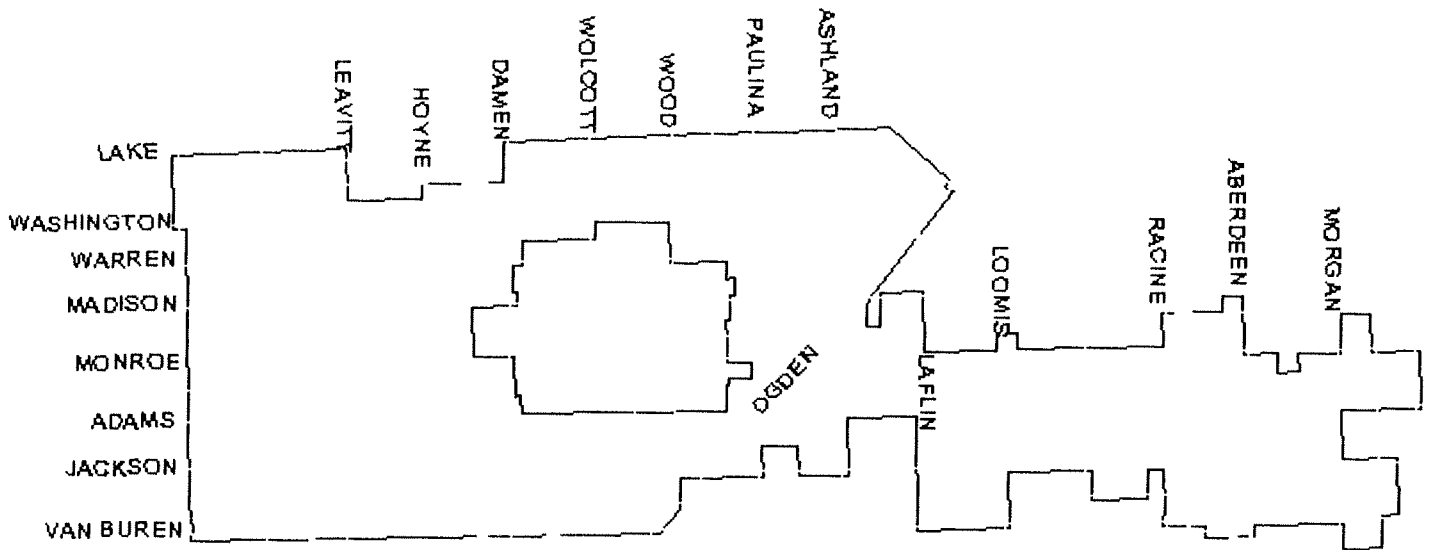 LEAVITT
HOYNE
DAMEN
WOLCOTT
WOOD
PAULINA
ASHLAND
LAKE
WASHINGTON
WARREN
MADISON
MONROE
ADAMS
JACKSON
VAN BUREN
OGDEN
LAFLIN
LOOMIS
RACINE
ABERDEEN
MORGAN